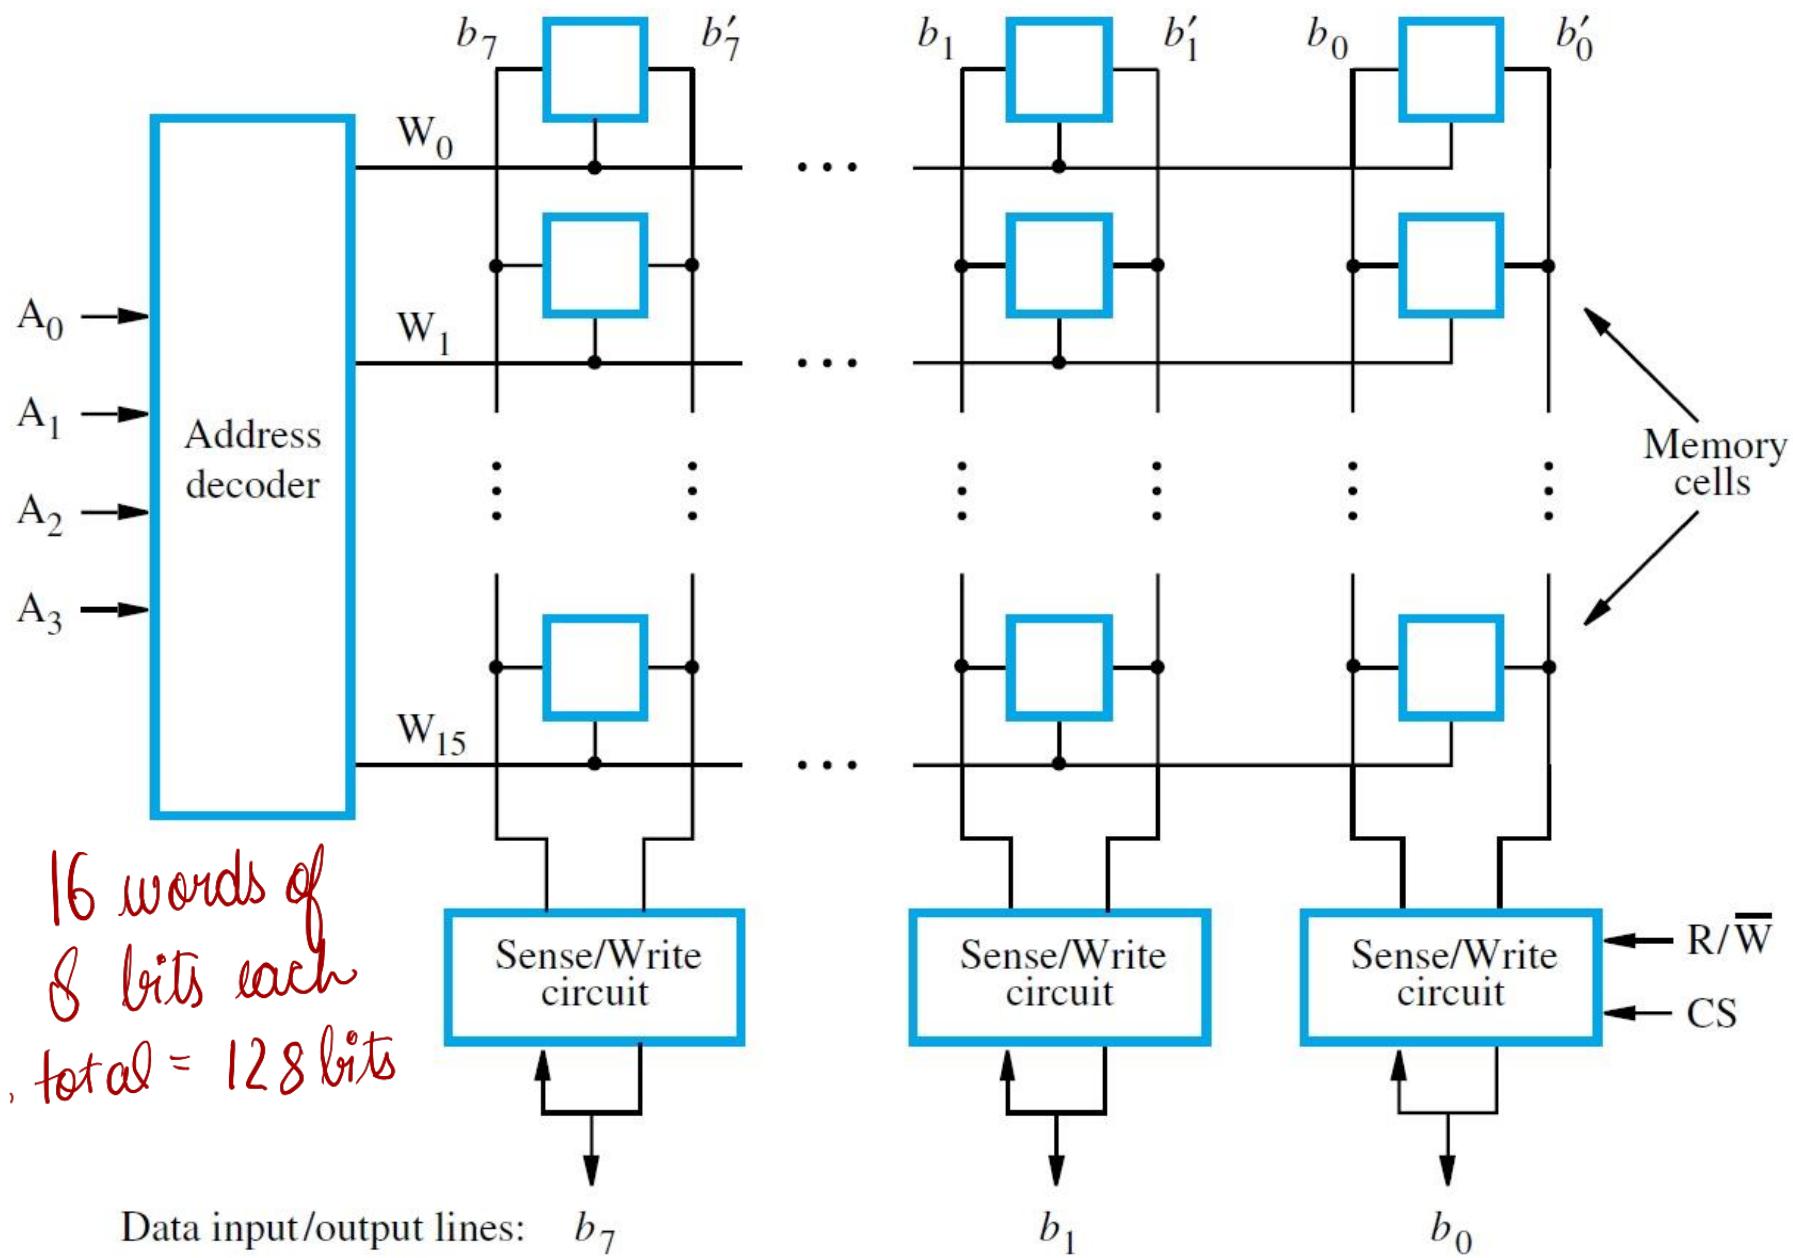 b₇ b′₇ b₁ b′₁ b₀ b′₀
W₀
A₀
W₁
A₁
Address
decoder
Memory
cells
A₂
A₃
W₁₅
16 words of
8 bits each
total = 128 bits
Sense/Write
circuit
Sense/Write
circuit
Sense/Write
circuit
R/W̅
CS
Data input/output lines: b₇ b₁ b₀